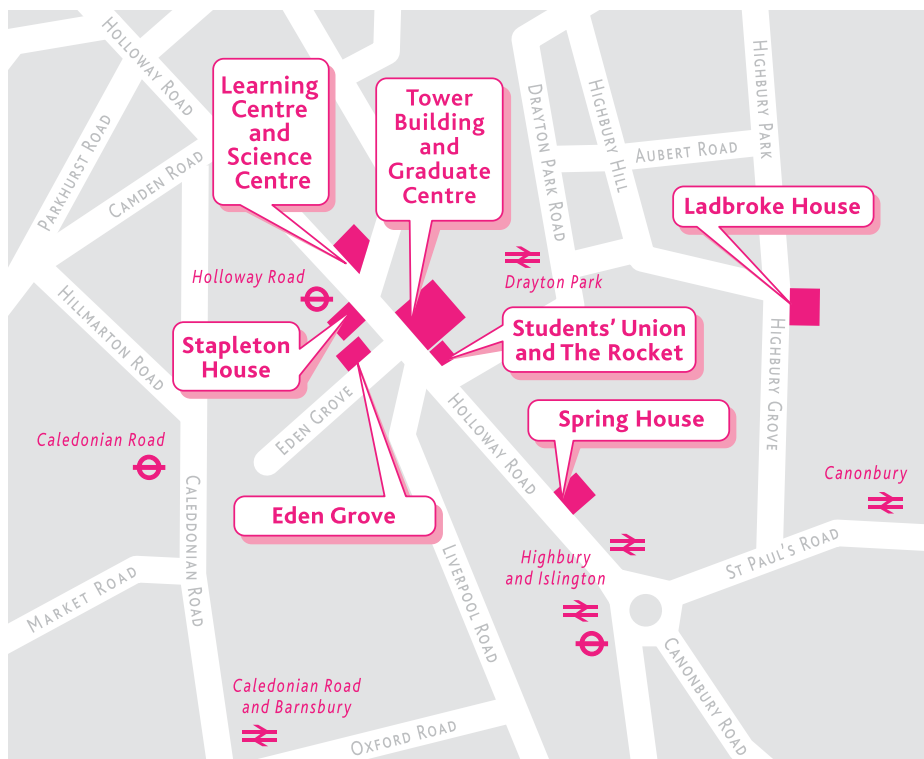 HOLLOWAY ROAD
PARKHURST ROAD
CAMDEN ROAD
Learning
Centre
and
Science
Centre
Tower
Building
and
Graduate
Centre
DRAYTON PARK ROAD
HIGHBURY HILL
HIGHBURY PARK
AUBERT ROAD
Ladbroke House
Holloway Road
Drayton Park
HILLMARTON ROAD
Stapleton
House
Students' Union
and The Rocket
HIGHBURY GROVE
EDEN GROVE
HOLLOWAY ROAD
Spring House
Caledonian Road
Canonbury
CALEDDONIAN ROAD
Eden Grove
LIVERPOOL ROAD
Highbury
and Islington
ST PAUL'S ROAD
MARKET ROAD
CANONBURY ROAD
Caledonian Road
and Barnsbury
OXFORD ROAD